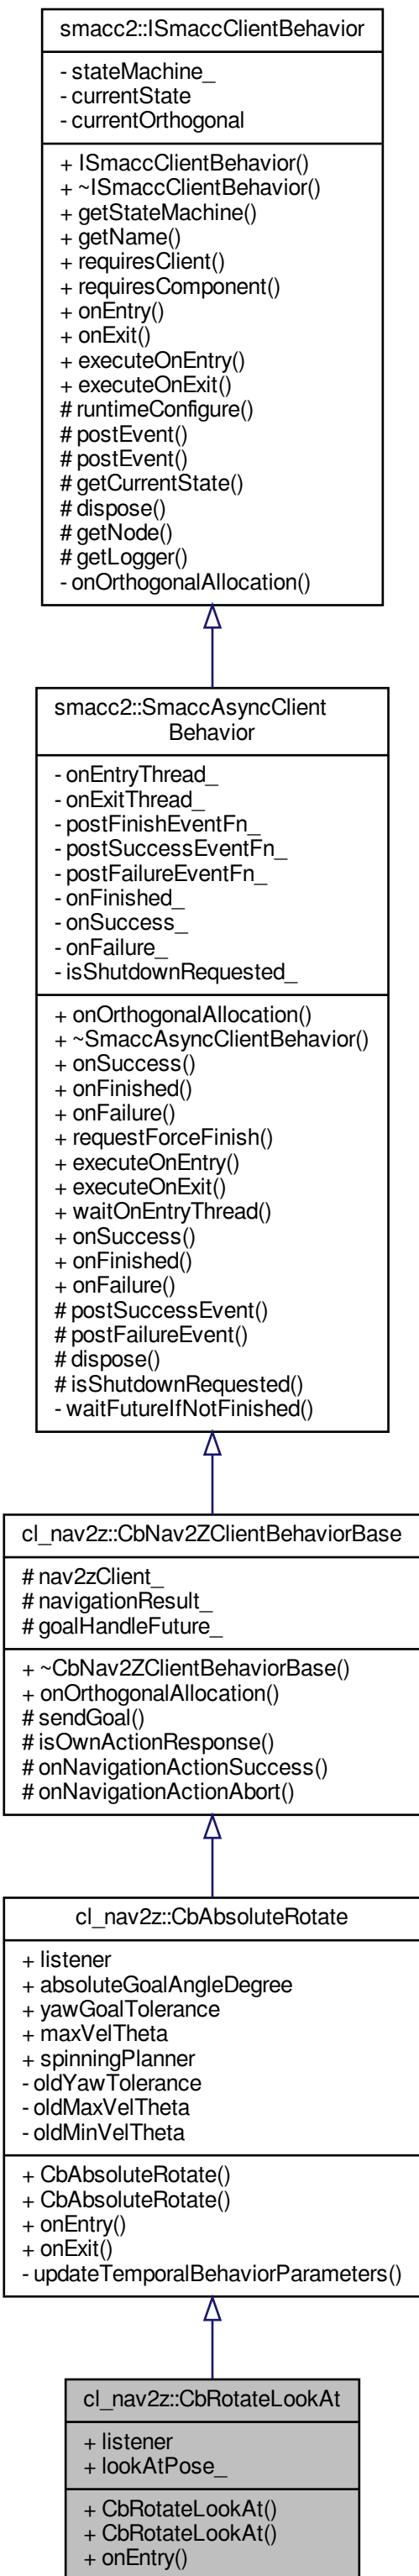 smacc2::ISmaccClientBehavior
- stateMachine_
- currentState
- currentOrthogonal
+ ISmaccClientBehavior()
+ ~ISmaccClientBehavior()
+ getStateMachine()
+ getName()
+ requiresClient()
+ requiresComponent()
+ onEntry()
+ onExit()
+ executeOnEntry()
+ executeOnExit()
# runtimeConfigure()
# postEvent()
# postEvent()
# getCurrentState()
# dispose()
# getNode()
# getLogger()
- onOrthogonalAllocation()
smacc2::SmaccAsyncClient
Behavior
- onEntryThread_
- onExitThread_
- postFinishEventFn_
- postSuccessEventFn_
- postFailureEventFn_
- onFinished_
- onSuccess_
- onFailure_
- isShutdownRequested_
+ onOrthogonalAllocation()
+ ~SmaccAsyncClientBehavior()
+ onSuccess()
+ onFinished()
+ onFailure()
+ requestForceFinish()
+ executeOnEntry()
+ executeOnExit()
+ waitOnEntryThread()
+ onSuccess()
+ onFinished()
+ onFailure()
# postSuccessEvent()
# postFailureEvent()
# dispose()
# isShutdownRequested()
- waitFutureIfNotFinished()
cl_nav2z::CbNav2ZClientBehaviorBase
# nav2zClient_
# navigationResult_
# goalHandleFuture_
+ ~CbNav2ZClientBehaviorBase()
+ onOrthogonalAllocation()
# sendGoal()
# isOwnActionResponse()
# onNavigationActionSuccess()
# onNavigationActionAbort()
cl_nav2z::CbAbsoluteRotate
+ listener
+ absoluteGoalAngleDegree
+ yawGoalTolerance
+ maxVelTheta
+ spinningPlanner
- oldYawTolerance
- oldMaxVelTheta
- oldMinVelTheta
+ CbAbsoluteRotate()
+ CbAbsoluteRotate()
+ onEntry()
+ onExit()
- updateTemporalBehaviorParameters()
cl_nav2z::CbRotateLookAt
+ listener
+ lookAtPose_
+ CbRotateLookAt()
+ CbRotateLookAt()
+ onEntry()